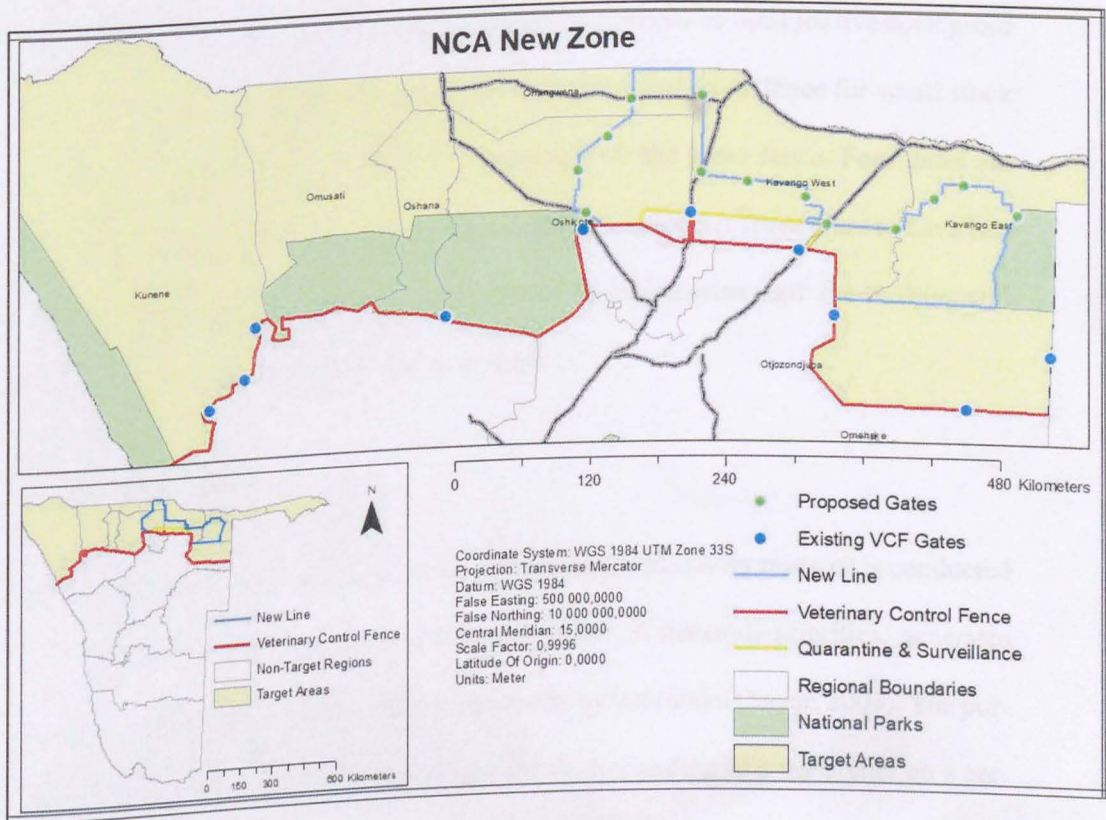 NCA New Zone
Ohangwena
Omusati
Oshana
Oshikoto
Kavango West
Kavango East
Kunene
Otjozondjupa
Omaheke
0 120 240 480 Kilometers
N
Coordinate System: WGS 1984 UTM Zone 33S
Projection: Transverse Mercator
Datum: WGS 1984
False Easting: 500 000,0000
False Northing: 10 000 000,0000
Central Meridian: 15,0000
Scale Factor: 0,9996
Latitude Of Origin: 0,0000
Units: Meter
New Line
Veterinary Control Fence
Non-Target Regions
Target Areas
0 150 300 600 Kilometers
Proposed Gates
Existing VCF Gates
New Line
Veterinary Control Fence
Quarantine & Surveillance
Regional Boundaries
National Parks
Target Areas